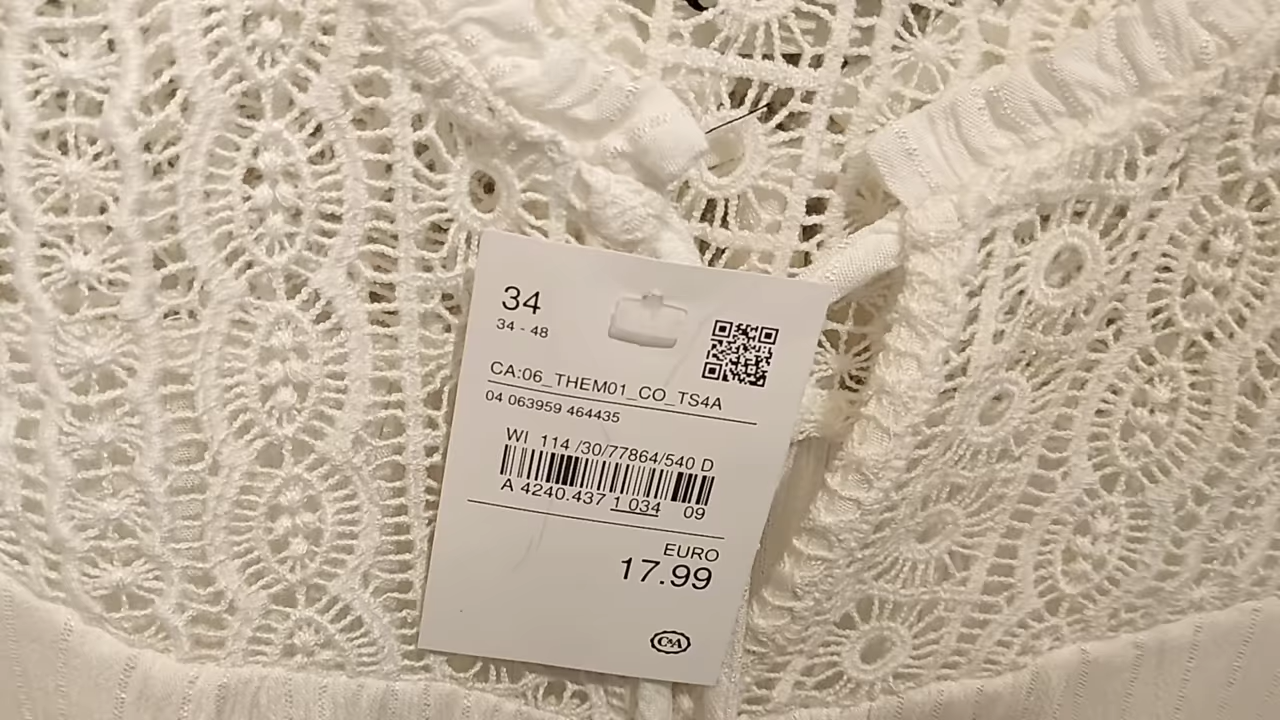 34
34 - 48
CA:06_THEM01_CO_TS4A
04 063959 464435
WI 114 /30/77864/540 D
A 4240.437 1 034 09
EURO
17.99
C&A